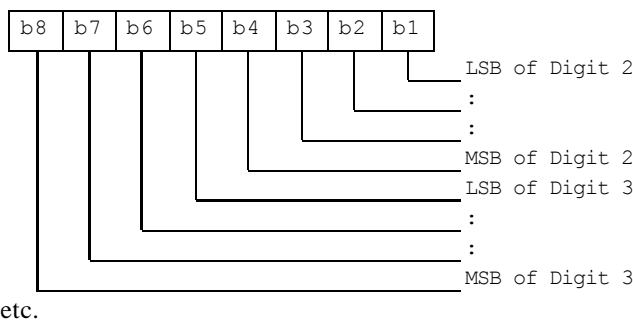 b8 b7 b6 b5 b4 b3 b2 b1
LSB of Digit 2
:
:
MSB of Digit 2
LSB of Digit 3
:
:
MSB of Digit 3
etc.